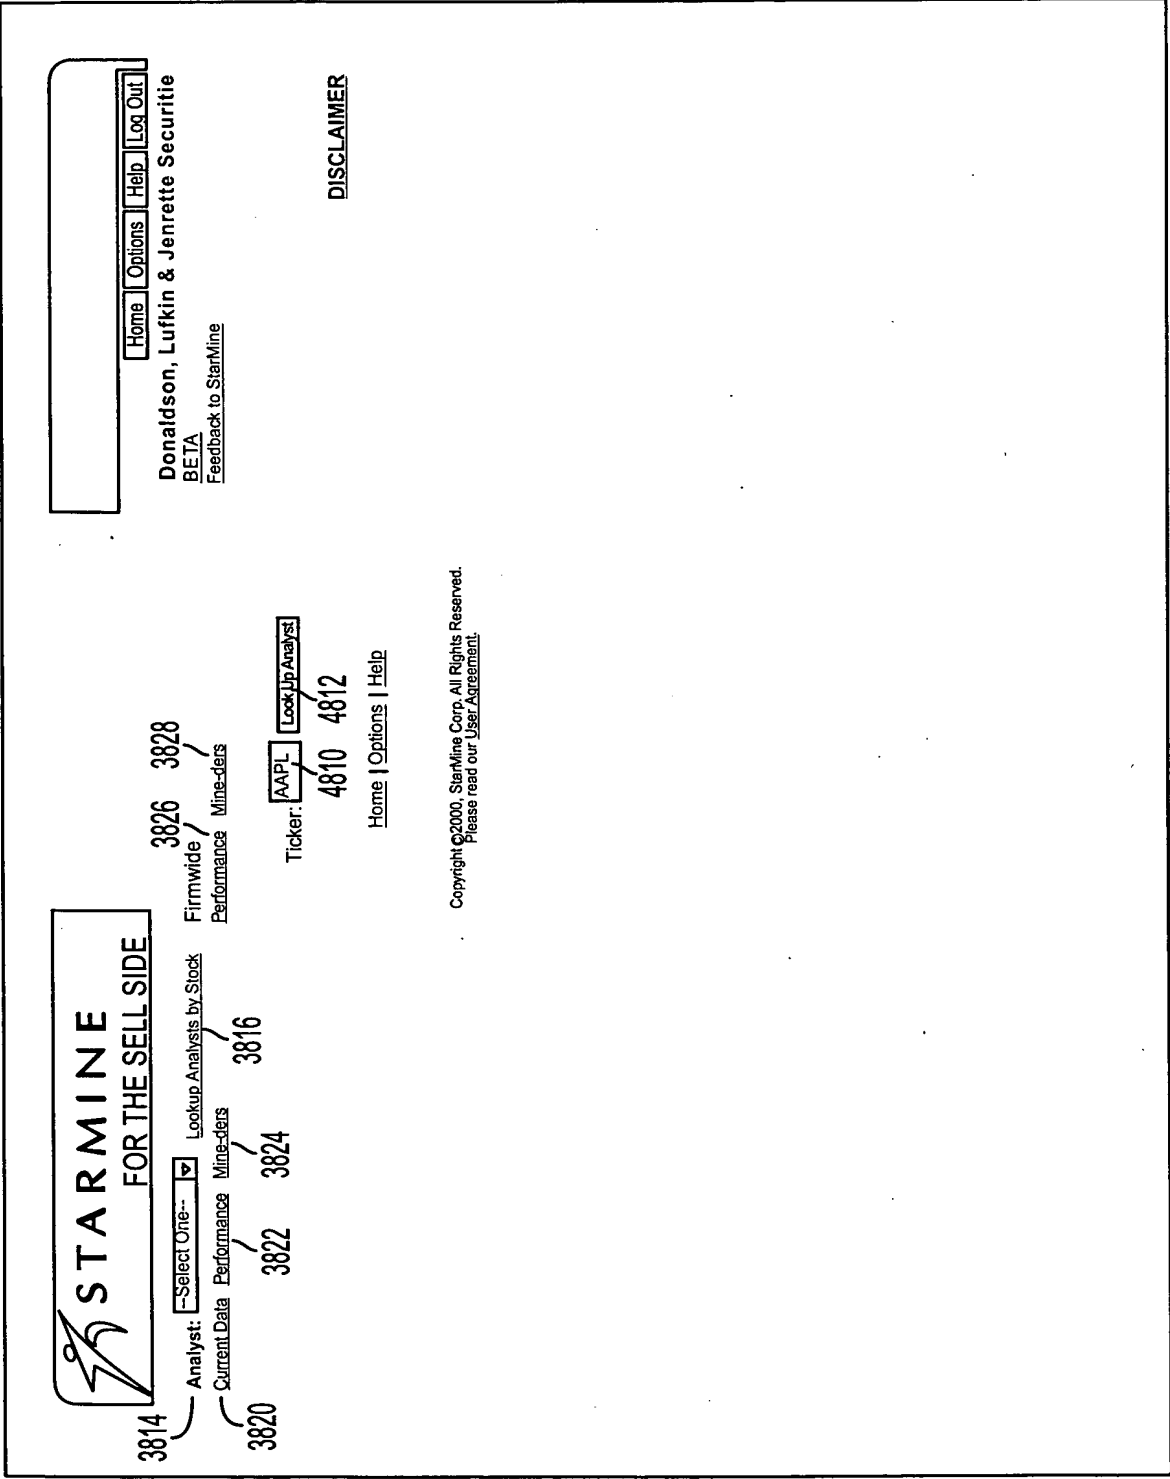 STARMINE
FOR THE SELL SIDE
Home Options Help Log Out
Donaldson, Lufkin & Jenrette Securitie
BETA
Feedback to StarMine
3814
Analyst: --Select One-- Lookup Analysts by Stock
3816
Firmwide
3826 3828
Current Data Performance Mine-ders
Performance Mine-ders
3820 3822 3824
Ticker: AAPL Look Up Analyst
4810 4812
DISCLAIMER
Home | Options | Help
Copyright ©2000, StarMine Corp. All Rights Reserved.
Please read our User Agreement.